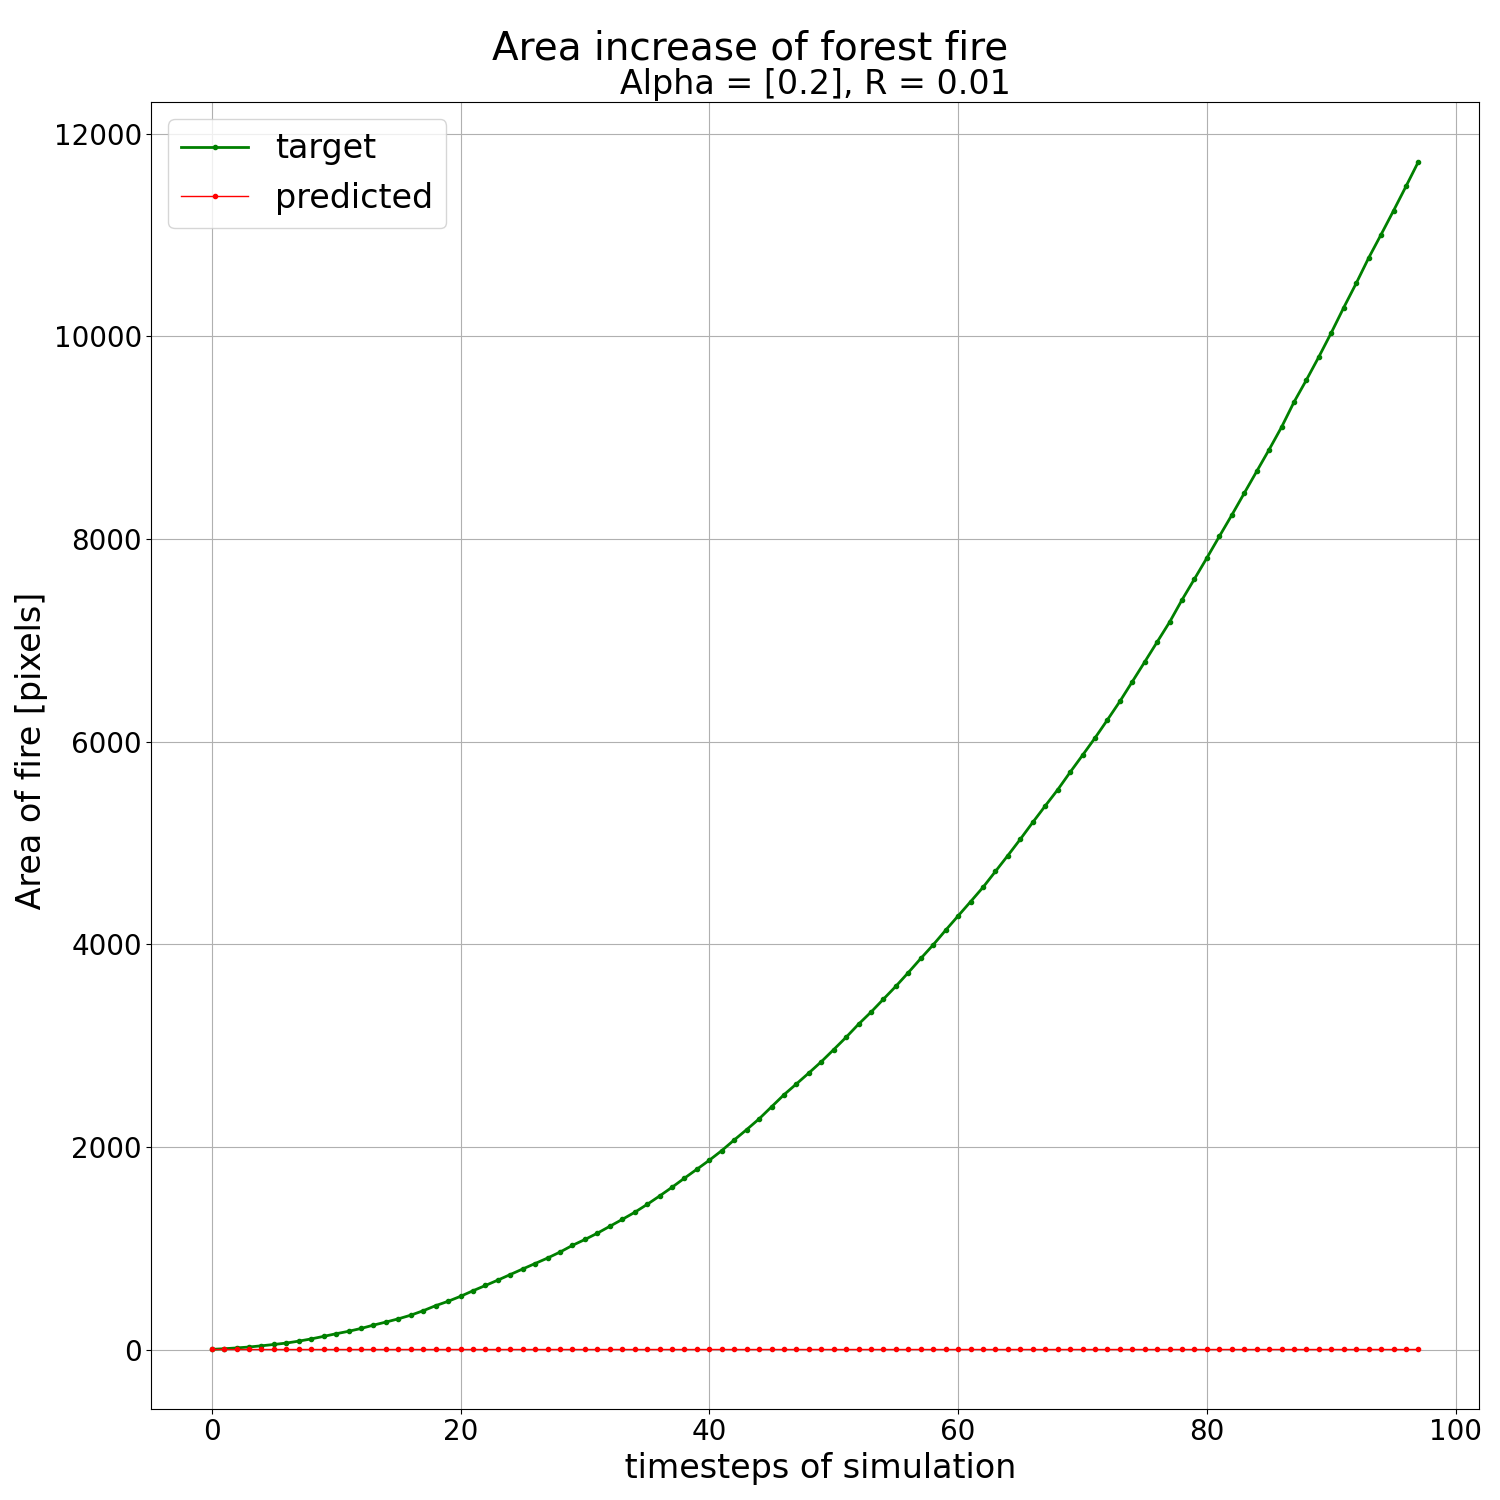 Area increase of forest fire
Alpha = [0.2], R = 0.01
target
predicted
12000
10000
8000
6000
4000
2000
0
Area of fire [pixels]
0 20 40 60 80 100
timesteps of simulation